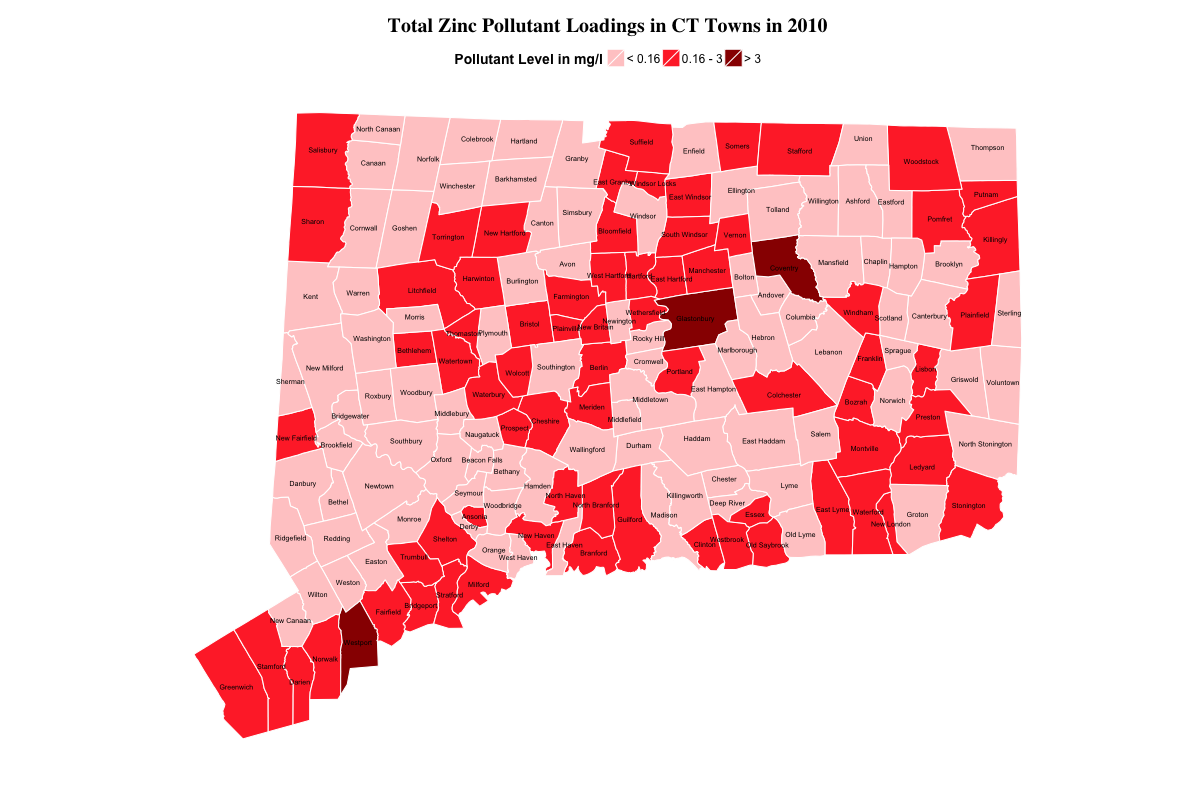 Total Zinc Pollutant Loadings in CT Towns in 2010
Pollutant Level in mg/l < 0.16 0.16 - 3 > 3
North Canaan
Colebrook
Hartland
Union
Salisbury
Suffield
Enfield
Somers
Stafford
Thompson
Canaan
Norfolk
Granby
Woodstock
Winchester
Barkhamsted
East Granby
Windsor Locks
East Windsor
Ellington
Putnam
Sharon
Cornwall
Goshen
Torrington
New Hartford
Canton
Simsbury
Windsor
Bloomfield
South Windsor
Vernon
Tolland
Willington
Ashford
Eastford
Pomfret
Killingly
Kent
Warren
Litchfield
Harwinton
Burlington
Avon
West Hartford
Hartford
East Hartford
Manchester
Bolton
Coventry
Mansfield
Chaplin
Hampton
Brooklyn
Farmington
Andover
Morris
Washington
Thomaston
Plymouth
Bristol
Plainville
New Britain
Newington
Wethersfield
Glastonbury
Columbia
Windham
Scotland
Canterbury
Plainfield
Sterling
Rocky Hill
Hebron
Marlborough
Lebanon
Bethlehem
Watertown
Franklin
Sprague
New Milford
Wolcott
Southington
Berlin
Cromwell
Portland
Lisbon
Griswold
Voluntown
Sherman
Roxbury
Woodbury
Waterbury
East Hampton
Colchester
Bozrah
Norwich
Bridgewater
Middlebury
Meriden
Middletown
Middlefield
Preston
New Fairfield
Brookfield
Southbury
Naugatuck
Prospect
Cheshire
Wallingford
Durham
Haddam
East Haddam
Salem
Montville
North Stonington
Oxford
Beacon Falls
Bethany
Ledyard
Danbury
Bethel
Newtown
Seymour
Woodbridge
Hamden
North Haven
North Branford
Guilford
Madison
Killingworth
Chester
Deep River
Lyme
Essex
East Lyme
Waterford
New London
Groton
Stonington
Monroe
Ansonia
Derby
Ridgefield
Redding
Shelton
Orange
New Haven
West Haven
East Haven
Branford
Clinton
Westbrook
Old Saybrook
Old Lyme
Easton
Trumbull
Weston
Wilton
Milford
Stratford
Bridgeport
Fairfield
New Canaan
Westport
Norwalk
Stamford
Darien
Greenwich